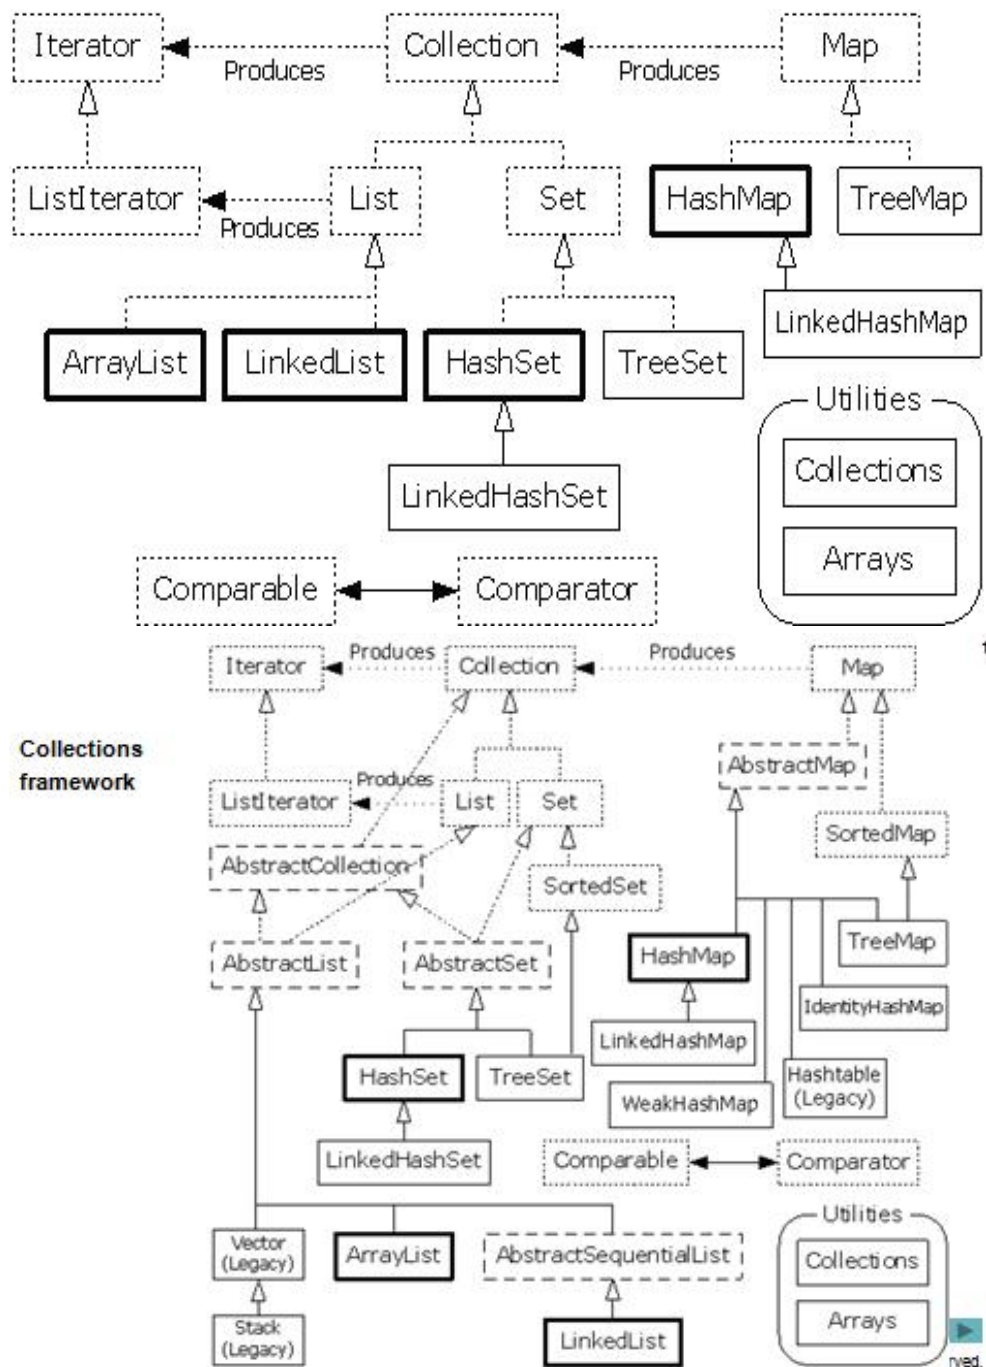 Iterator
Collection
Map
Produces
Produces
ListIterator
List
Set
HashMap
TreeMap
Produces
LinkedHashMap
ArrayList
LinkedList
HashSet
TreeSet
Utilities
Collections
LinkedHashSet
Arrays
Comparable
Comparator
Produces
Produces
Iterator
Collection
Map
Collections
framework
AbstractMap
Produces
ListIterator
List
Set
SortedMap
AbstractCollection
SortedSet
TreeMap
HashMap
AbstractList
AbstractSet
IdentityHashMap
LinkedHashMap
HashSet
TreeSet
Hashtable
(Legacy)
WeakHashMap
LinkedHashSet
Comparable
Comparator
Utilities
Vector
(Legacy)
ArrayList
AbstractSequentialList
Collections
Stack
(Legacy)
LinkedList
Arrays